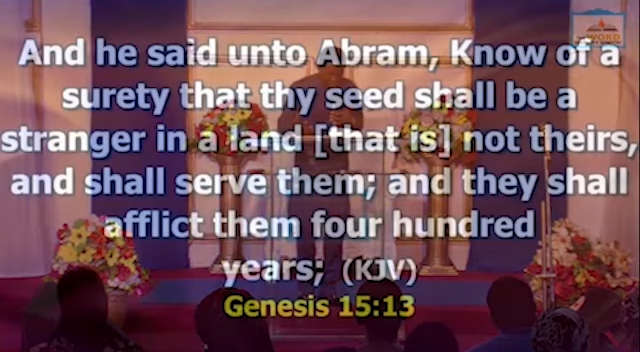 WORD
And he said unto Abram, Know of a
surety that thy seed shall be a
stranger in a land [that is] not theirs,
and shall serve them; and they shall
afflict them four hundred
years; (KJV)
Genesis 15:13